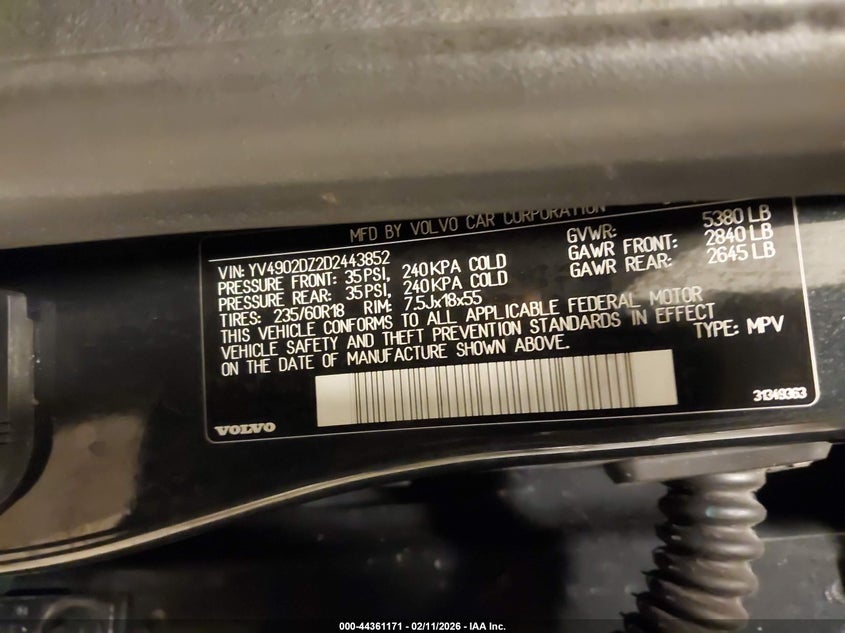 MFD BY VOLVO CAR CORPORATION
VIN: YV4902DZ2D2443852
PRESSURE FRONT: 35PSI, 240KPA COLD
PRESSURE REAR: 35PSI, 240KPA COLD
TIRES: 235/60R18 RIM: 7.5Jx18x55
GVWR: 5380 LB
GAWR FRONT: 2840 LB
GAWR REAR: 2645 LB
THIS VEHICLE CONFORMS TO ALL APPLICABLE FEDERAL MOTOR
VEHICLE SAFETY AND THEFT PREVENTION STANDARDS IN EFFECT
ON THE DATE OF MANUFACTURE SHOWN ABOVE.
TYPE: MPV
VOLVO
31349363
000-44361171 - 02/11/2026 - IAA Inc.